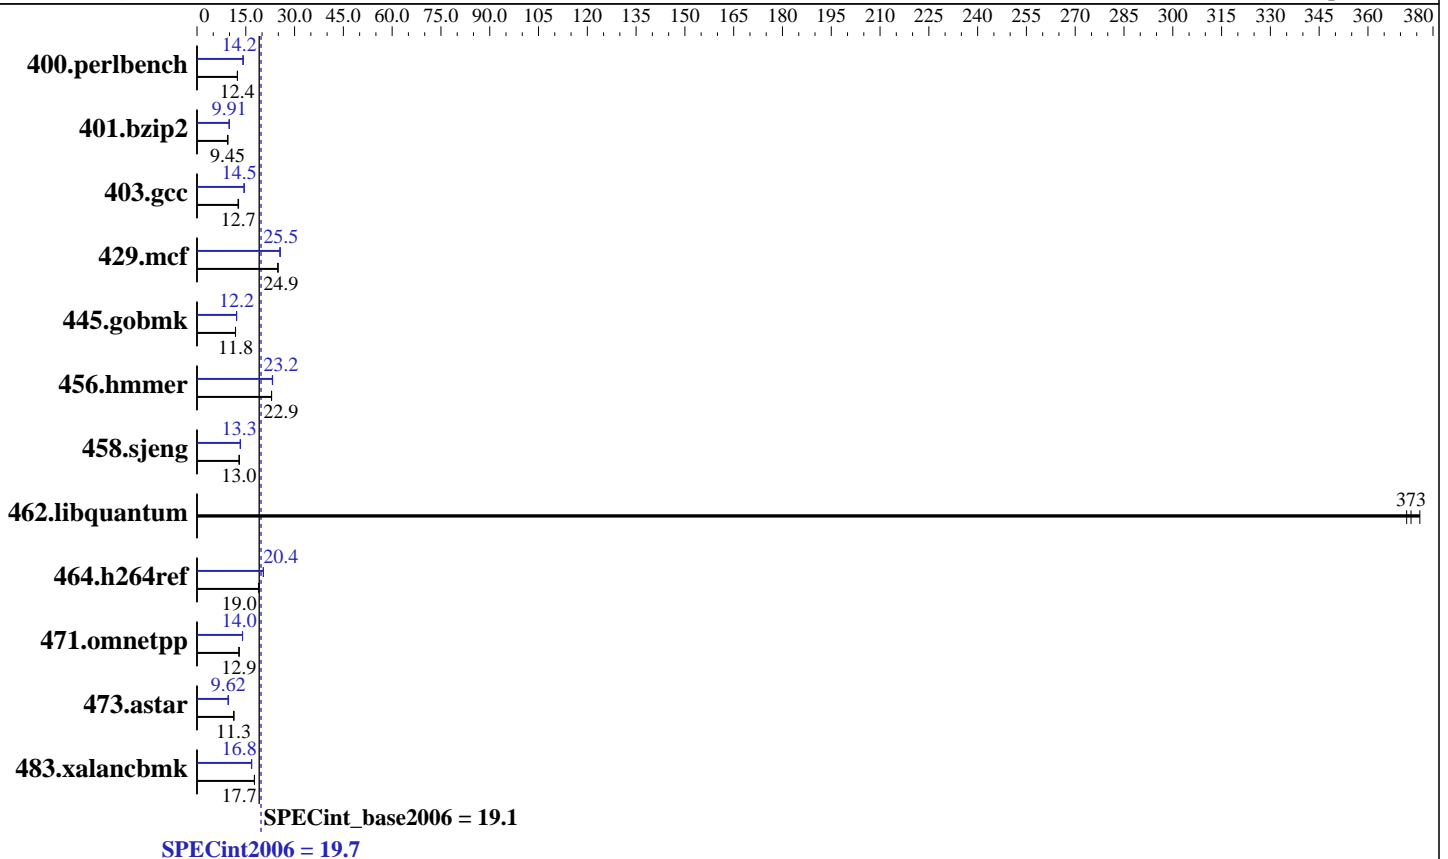 0 15.0 30.0 45.0 60.0 75.0 90.0 105 120 135 150 165 180 195 210 225 240 255 270 285 300 315 330 345 360 380
14.2
400.perlbench
12.4
9.91
401.bzip2
9.45
14.5
403.gcc
12.7
25.5
429.mcf
24.9
12.2
445.gobmk
11.8
23.2
456.hmmer
22.9
13.3
458.sjeng
13.0
373
462.libquantum
20.4
464.h264ref
19.0
14.0
471.omnetpp
12.9
9.62
473.astar
11.3
16.8
483.xalancbmk
17.7
SPECint_base2006 = 19.1
SPECint2006 = 19.7